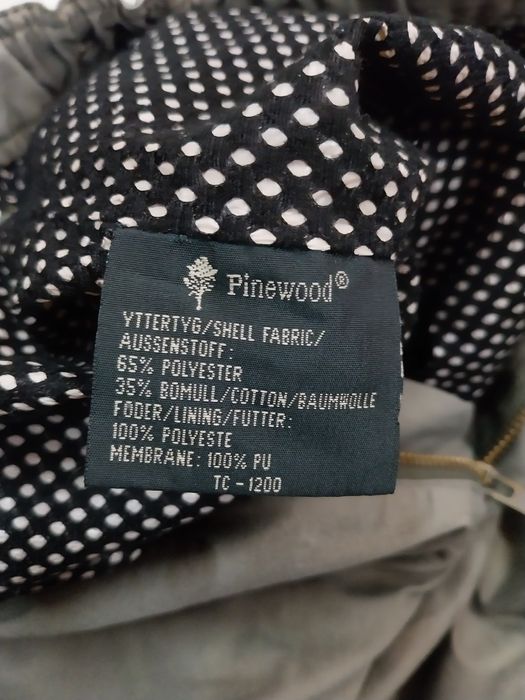 Pinewood®
YTTERTYG/SHELL FABRIC/
AUSSENSTOFF:
65% POLYESTER
35% BOMULL/COTTON/BAUMWOLLE
FODER/LINING/FUTTER:
100% POLYESTE
MEMBRANE: 100% PU
TC-1200